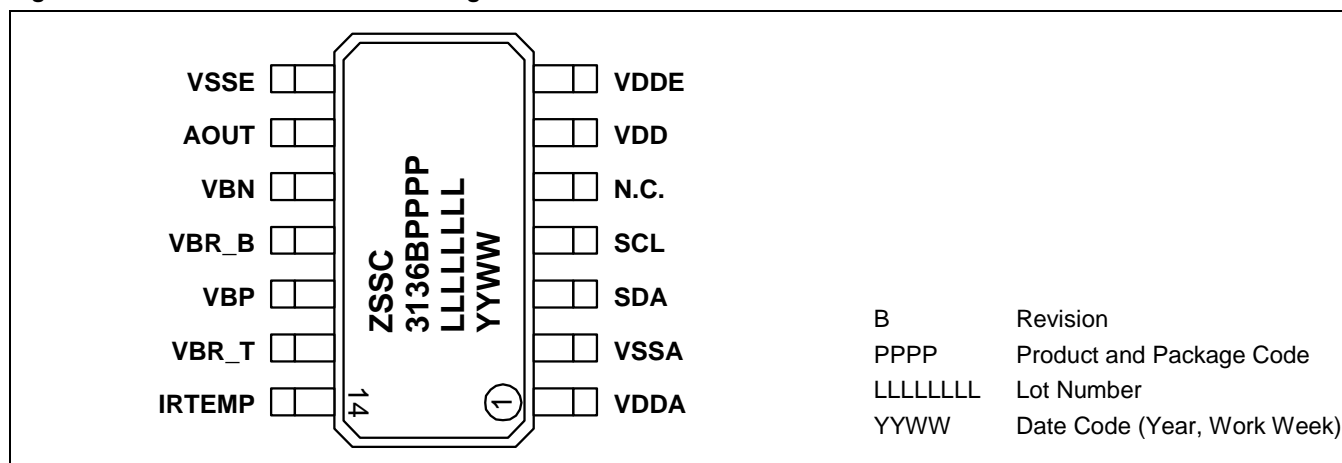 VSSE
AOUT
VBN
VBR_B
VBP
VBR_T
IRTEMP
ZSSC
3136BPPPP
LLLLLLLL
YYWW
14
1
VDDE
VDD
N.C.
SCL
SDA
VSSA
VDDA
B Revision
PPPP Product and Package Code
LLLLLLLL Lot Number
YYWW Date Code (Year, Work Week)